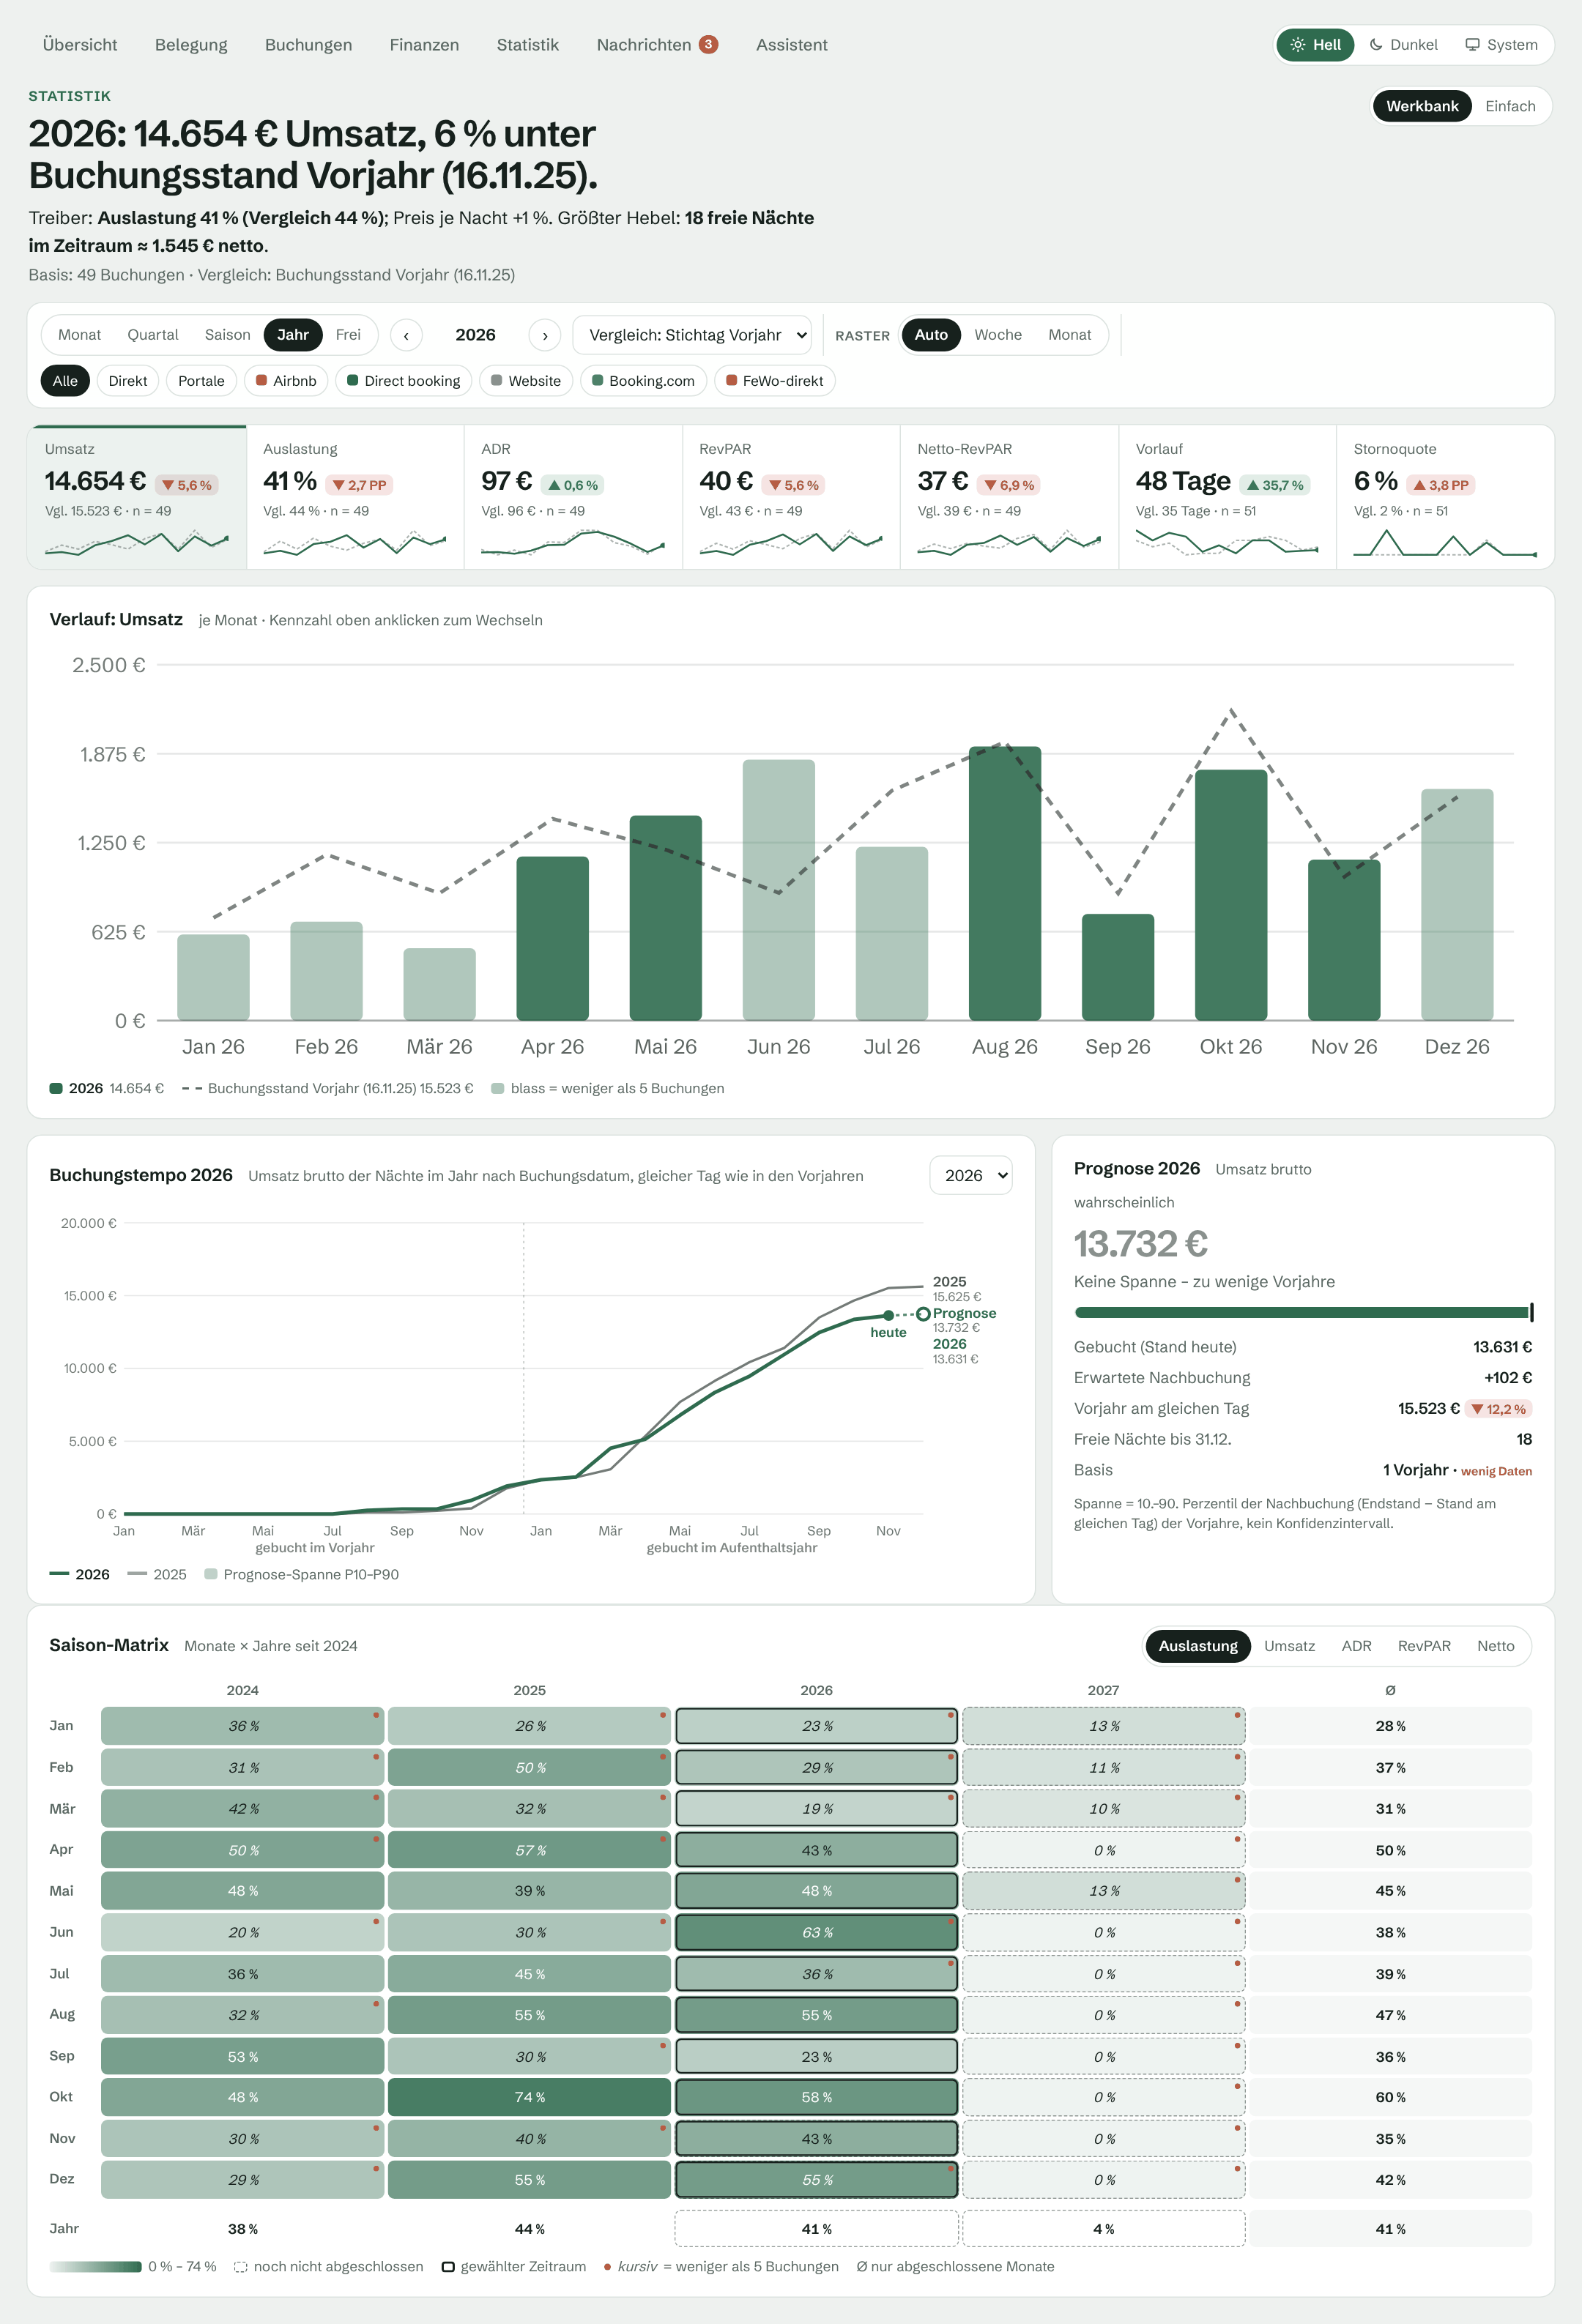 Übersicht Belegung Buchungen Finanzen Statistik Nachrichten 3 Assistent Hell Dunkel System
STATISTIK
Werkbank Einfach
2026: 14.654 € Umsatz, 6 % unter
Buchungsstand Vorjahr (16.11.25).
Treiber: Auslastung 41 % (Vergleich 44 %); Preis je Nacht +1 %. Größter Hebel: 18 freie Nächte
im Zeitraum ≈ 1.545 € netto.
Basis: 49 Buchungen · Vergleich: Buchungsstand Vorjahr (16.11.25)
Monat Quartal Saison Jahr Frei ‹ 2026 › Vergleich: Stichtag Vorjahr RASTER Auto Woche Monat
Alle Direkt Portale Airbnb Direct booking Website Booking.com FeWo-direkt
Umsatz Auslastung ADR RevPAR Netto-RevPAR Vorlauf Stornoquote
14.654 € ▼ 5,6 % 41 % ▼ 2,7 PP 97 € ▲ 0,6 % 40 € ▼ 5,6 % 37 € ▼ 6,9 % 48 Tage ▲ 35,7 % 6 % ▲ 3,8 PP
Vgl. 15.523 € · n = 49 Vgl. 44 % · n = 49 Vgl. 96 € · n = 49 Vgl. 43 € · n = 49 Vgl. 39 € · n = 49 Vgl. 35 Tage · n = 51 Vgl. 2 % · n = 51
Verlauf: Umsatz je Monat · Kennzahl oben anklicken zum Wechseln
2.500 €
1.875 €
1.250 €
625 €
0 €
Jan 26 Feb 26 Mär 26 Apr 26 Mai 26 Jun 26 Jul 26 Aug 26 Sep 26 Okt 26 Nov 26 Dez 26
2026 14.654 € Buchungsstand Vorjahr (16.11.25) 15.523 € blass = weniger als 5 Buchungen
Buchungstempo 2026 Umsatz brutto der Nächte im Jahr nach Buchungsdatum, gleicher Tag wie in den Vorjahren 2026
20.000 €
15.000 €
10.000 €
5.000 €
0 €
2025
15.625 €
Prognose
13.732 €
heute
2026
13.631 €
Jan Mär Mai Jul Sep Nov Jan Mär Mai Jul Sep Nov
gebucht im Vorjahr gebucht im Aufenthaltsjahr
2026 2025 Prognose-Spanne P10–P90
Prognose 2026 Umsatz brutto
wahrscheinlich
13.732 €
Keine Spanne – zu wenige Vorjahre
Gebucht (Stand heute) 13.631 €
Erwartete Nachbuchung +102 €
Vorjahr am gleichen Tag 15.523 € ▼ 12,2 %
Freie Nächte bis 31.12. 18
Basis 1 Vorjahr · wenig Daten
Spanne = 10.–90. Perzentil der Nachbuchung (Endstand − Stand am
gleichen Tag) der Vorjahre, kein Konfidenzintervall.
Saison-Matrix Monate × Jahre seit 2024 Auslastung Umsatz ADR RevPAR Netto
2024 2025 2026 2027 Ø
Jan 36 % 26 % 23 % 13 % 28 %
Feb 31 % 50 % 29 % 11 % 37 %
Mär 42 % 32 % 19 % 10 % 31 %
Apr 50 % 57 % 43 % 0 % 50 %
Mai 48 % 39 % 48 % 13 % 45 %
Jun 20 % 30 % 63 % 0 % 38 %
Jul 36 % 45 % 36 % 0 % 39 %
Aug 32 % 55 % 55 % 0 % 47 %
Sep 53 % 30 % 23 % 0 % 36 %
Okt 48 % 74 % 58 % 0 % 60 %
Nov 30 % 40 % 43 % 0 % 35 %
Dez 29 % 55 % 55 % 0 % 42 %
Jahr 38 % 44 % 41 % 4 % 41 %
0 % – 74 % noch nicht abgeschlossen gewählter Zeitraum kursiv = weniger als 5 Buchungen Ø nur abgeschlossene Monate